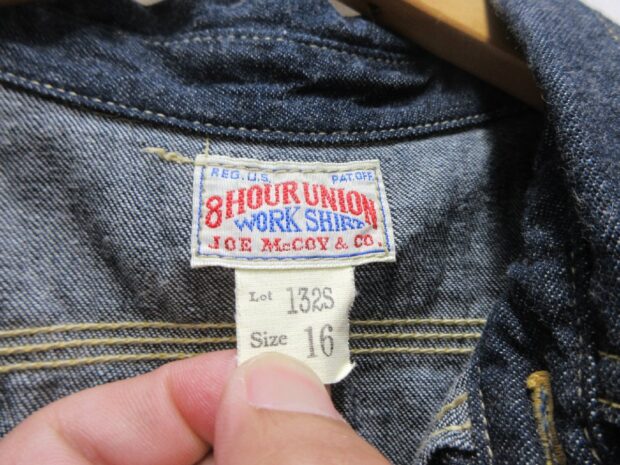 REG. U.S. PAT. OFF.
8 HOUR UNION
WORK SHIRT
JOE McCOY & CO.
Lot 132S
Size 16